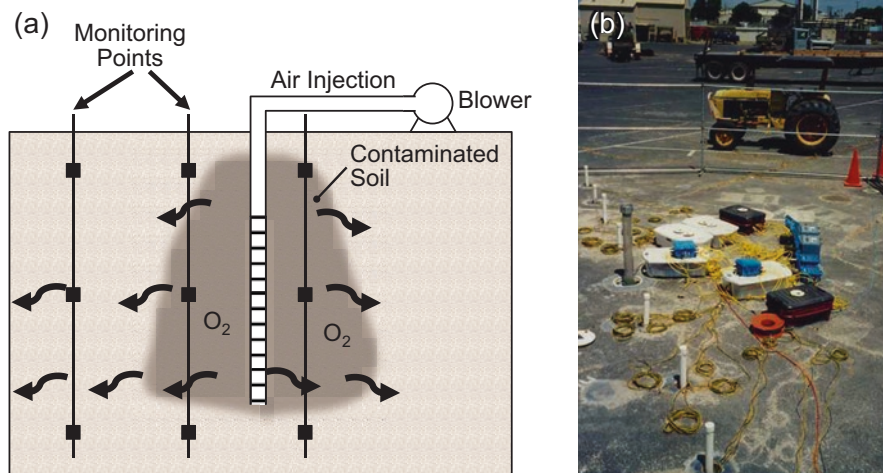 (a)
Monitoring
Points
Air Injection
Blower
Contaminated
Soil
O₂
O₂
(b)